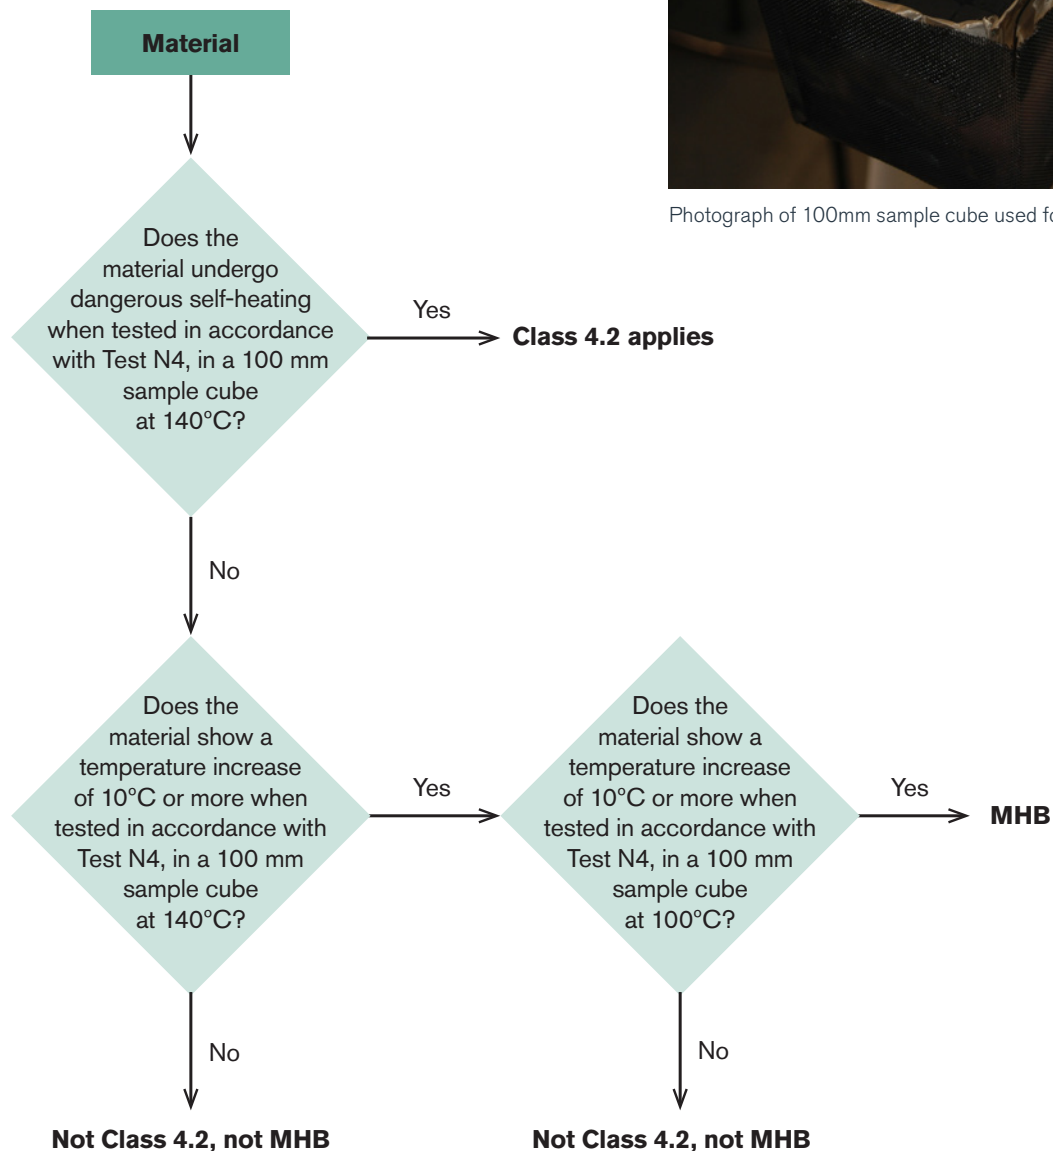 Material
Photograph of 100mm sample cube used fo
Does the
material undergo
dangerous self-heating
when tested in accordance
with Test N4, in a 100 mm
sample cube
at 140°C?
Yes
Class 4.2 applies
No
Does the
material show a
temperature increase
of 10°C or more when
tested in accordance with
Test N4, in a 100 mm
sample cube
at 140°C?
Yes
Does the
material show a
temperature increase
of 10°C or more when
tested in accordance with
Test N4, in a 100 mm
sample cube
at 100°C?
Yes
MHB
No
No
Not Class 4.2, not MHB
Not Class 4.2, not MHB